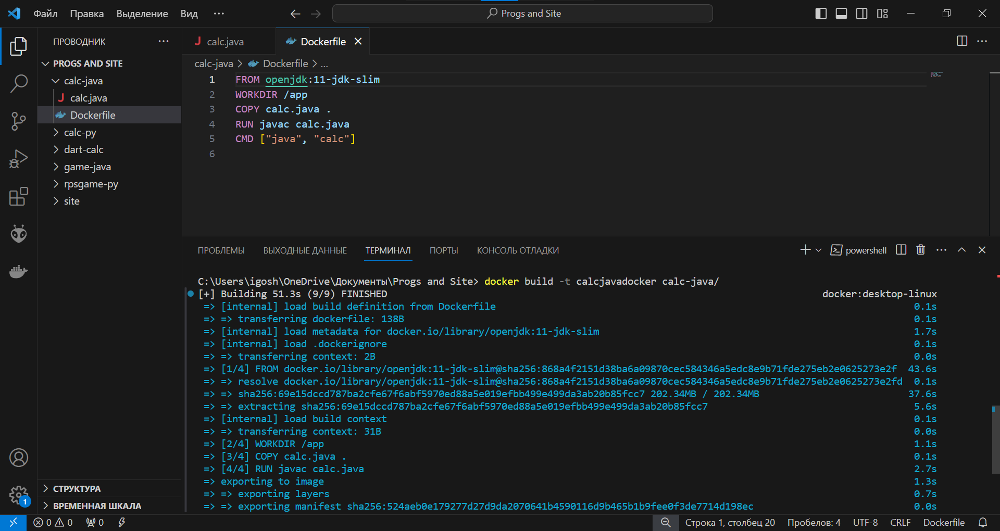 Файл Правка Выделение Вид ··· Progs and Site
ПРОВОДНИК ···
PROGS AND SITE
calc-java
calc.java
Dockerfile
calc-py
dart-calc
game-java
rpsgame-py
site
СТРУКТУРА
ВРЕМЕННАЯ ШКАЛА
calc.java Dockerfile
calc-java > Dockerfile > ...
1 FROM openjdk:11-jdk-slim
2 WORKDIR /app
3 COPY calc.java .
4 RUN javac calc.java
5 CMD ["java", "calc"]
6
ПРОБЛЕМЫ ВЫХОДНЫЕ ДАННЫЕ ТЕРМИНАЛ ПОРТЫ КОНСОЛЬ ОТЛАДКИ powershell
C:\Users\igosh\OneDrive\Документы\Progs and Site> docker build -t calcjavadocker calc-java/
[+] Building 51.3s (9/9) FINISHED docker:desktop-linux
=> [internal] load build definition from Dockerfile 0.1s
=> => transferring dockerfile: 138B 0.1s
=> [internal] load metadata for docker.io/library/openjdk:11-jdk-slim 1.7s
=> [internal] load .dockerignore 0.1s
=> => transferring context: 2B 0.0s
=> [1/4] FROM docker.io/library/openjdk:11-jdk-slim@sha256:868a4f2151d38ba6a09870cec584346a5edc8e9b71fde275eb2e0625273e2f 43.6s
=> => resolve docker.io/library/openjdk:11-jdk-slim@sha256:868a4f2151d38ba6a09870cec584346a5edc8e9b71fde275eb2e0625273e2fd 0.1s
=> => sha256:69e15dccd787ba2cfe67f6abf5970ed88a5e019efbb499e499da3ab20b85fcc7 202.34MB / 202.34MB 37.6s
=> => extracting sha256:69e15dccd787ba2cfe67f6abf5970ed88a5e019efbb499e499da3ab20b85fcc7 5.6s
=> [internal] load build context 0.1s
=> => transferring context: 31B 0.0s
=> [2/4] WORKDIR /app 1.1s
=> [3/4] COPY calc.java . 0.1s
=> [4/4] RUN javac calc.java 2.7s
=> exporting to image 1.3s
=> => exporting layers 0.7s
=> => exporting manifest sha256:524aeb0e179277d27d9da2070641b4590116d9b465b1b9fee0f3de7714d198ec 0.0s
1
0 0 0 Строка 1, столбец 20 Пробелов: 4 UTF-8 CRLF Dockerfile